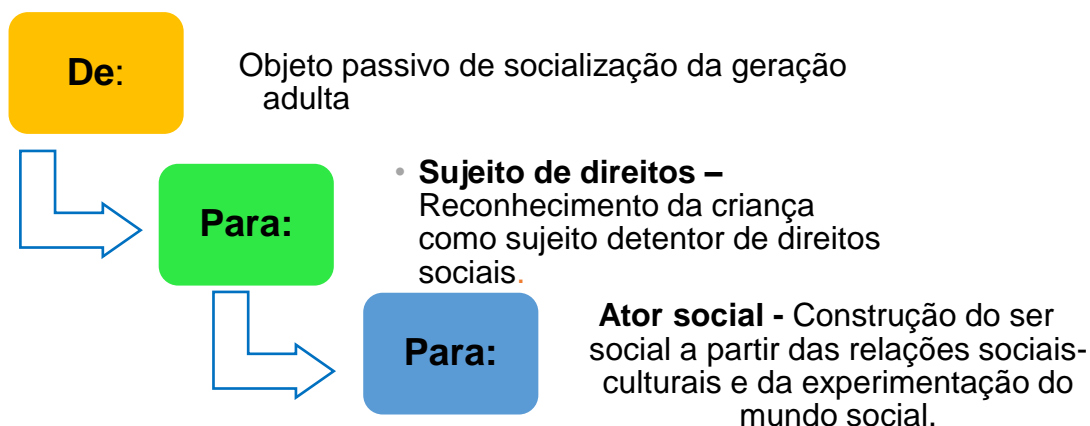 De:
Objeto passivo de socialização da geração
adulta
Para:
• Sujeito de direitos –
Reconhecimento da criança
como sujeito detentor de direitos
sociais.
Para:
Ator social - Construção do ser
social a partir das relações sociais-
culturais e da experimentação do
mundo social.